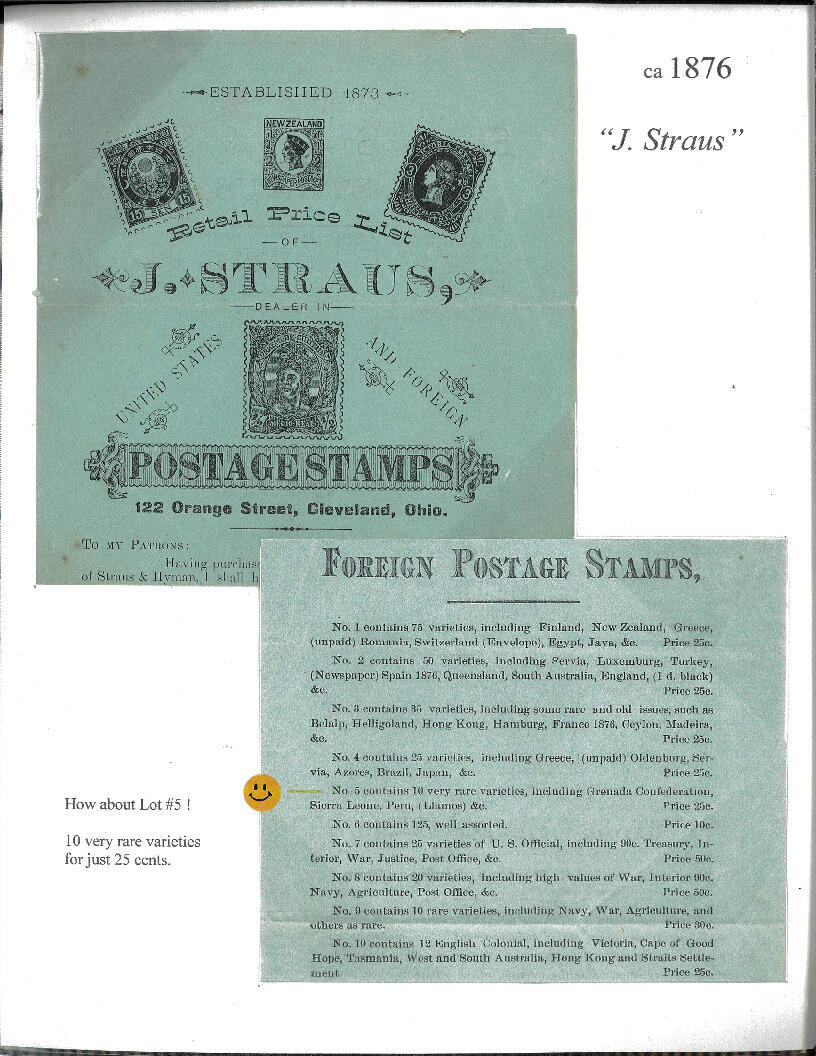 ca 1876
"J. Straus"
ESTABLISHED 1873
NEW ZEALAND
15 SEN 15
Retail Price List
—OF—
J. STRAUS,
—DEALER IN—
UNITED STATES
AND FOREIGN
POSTAGE STAMPS
122 Orange Street, Cleveland, Ohio.
TO MY PATRONS:
Having purchas
of Straus & Hyman, I shall h
FOREIGN POSTAGE STAMPS,
No. 1 contains 75 varieties, including Finland, New Zealand, Greece,
(unpaid) Romania, Switzerland (Envelope), Egypt, Java, &c. Price 25c.
No. 2 contains 50 varieties, including Servia, Luxemburg, Turkey,
(Newspaper) Spain 1876, Queensland, South Australia, England, (1 d. black)
&c. Price 25c.
No. 3 contains 35 varieties, including some rare and old issues, such as
Belalp, Helligoland, Hong Kong, Hamburg, France 1876, Ceylon, Madeira,
&c. Price 25c.
No. 4 contains 25 varieties, including Greece, (unpaid) Oldenburg, Ser-
via, Azores, Brazil, Japan, &c. Price 25c.
No. 5 contains 10 very rare varieties, including Grenada Confederation,
Sierra Leone, Peru, (Llamos) &c. Price 25c.
No. 6 contains 125, well assorted. Price 10c.
No. 7 contains 25 varieties of U. S. Official, including 90c. Treasury, In-
terior, War, Justice, Post Office, &c. Price 50c.
No. 8 contains 20 varieties, including high values of War, Interior 90c.
Navy, Agriculture, Post Office, &c. Price 50c.
No. 9 contains 10 rare varieties, including Navy, War, Agriculture, and
others as rare. Price 30c.
No. 10 contains 12 English Colonial, including Victoria, Cape of Good
Hope, Tasmania, West and South Australia, Hong Kong and Straits Settle-
ment Price 25c.
How about Lot #5 !
10 very rare varieties
for just 25 cents.